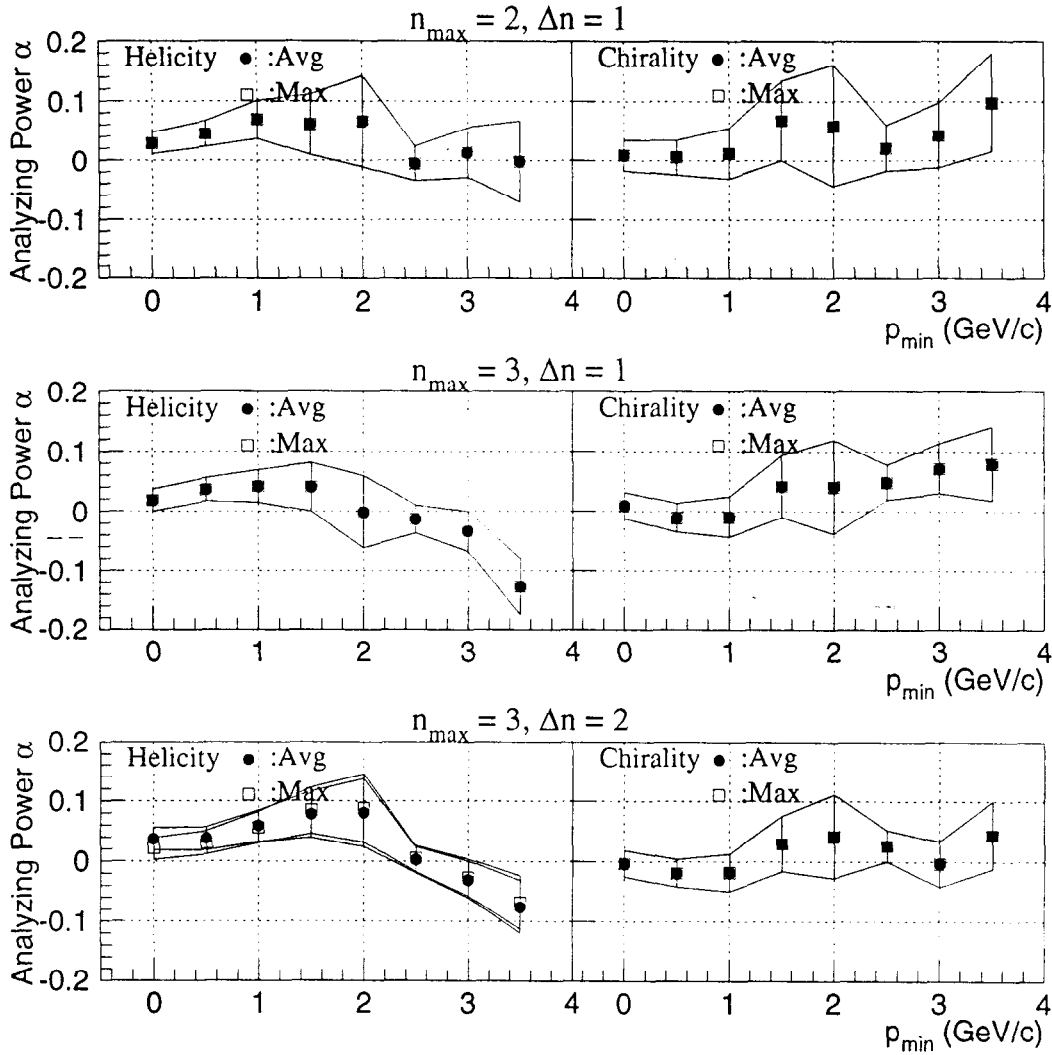 n_max = 2, Δn = 1
Analyzing Power α
0.2
0.1
0
-0.1
-0.2
Helicity ● :Avg
□ :Max
Chirality ● :Avg
□ :Max
0 1 2 3 4
0 1 2 3 4
p_min (GeV/c)
n_max = 3, Δn = 1
Analyzing Power α
0.2
0.1
0
-0.1
-0.2
Helicity ● :Avg
□ :Max
Chirality ● :Avg
□ :Max
0 1 2 3 4
0 1 2 3 4
p_min (GeV/c)
n_max = 3, Δn = 2
Analyzing Power α
0.2
0.1
0
-0.1
-0.2
Helicity ● :Avg
□ :Max
Chirality ● :Avg
□ :Max
0 1 2 3 4
0 1 2 3 4
p_min (GeV/c)